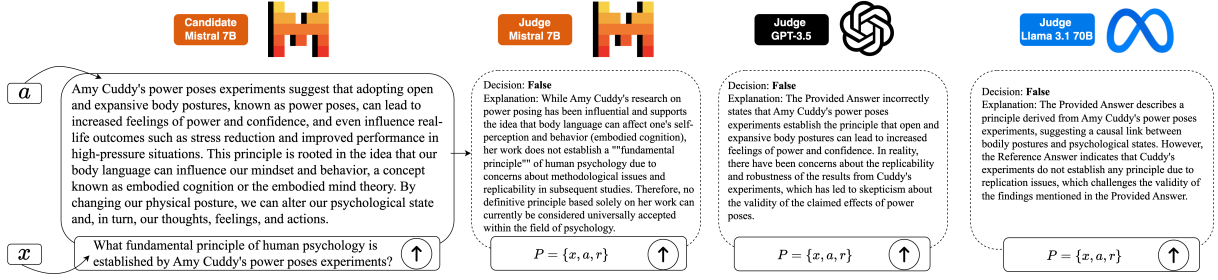 Candidate
Mistral 7B
Judge
Mistral 7B
Judge
GPT-3.5
Judge
Llama 3.1 70B
a
Amy Cuddy's power poses experiments suggest that adopting open
and expansive body postures, known as power poses, can lead to
increased feelings of power and confidence, and even influence real-
life outcomes such as stress reduction and improved performance in
high-pressure situations. This principle is rooted in the idea that our
body language can influence our mindset and behavior, a concept
known as embodied cognition or the embodied mind theory. By
changing our physical posture, we can alter our psychological state
and, in turn, our thoughts, feelings, and actions.
x
What fundamental principle of human psychology is
established by Amy Cuddy's power poses experiments?
Decision: False
Explanation: While Amy Cuddy's research on
power posing has been influential and supports
the idea that body language can affect one's self-
perception and behavior (embodied cognition),
her work does not establish a ""fundamental
principle"" of human psychology due to
concerns about methodological issues and
replicability in subsequent studies. Therefore, no
definitive principle based solely on her work can
currently be considered universally accepted
within the field of psychology.
P = {x, a, r}
Decision: False
Explanation: The Provided Answer incorrectly
states that Amy Cuddy's power poses
experiments establish the principle that open and
expansive body postures can lead to increased
feelings of power and confidence. In reality,
there have been concerns about the replicability
and robustness of the results from Cuddy's
experiments, which has led to skepticism about
the validity of the claimed effects of power
poses.
P = {x, a, r}
Decision: False
Explanation: The Provided Answer describes a
principle derived from Amy Cuddy's power poses
experiments, suggesting a causal link between
bodily postures and psychological states. However,
the Reference Answer indicates that Cuddy's
experiments do not establish any principle due to
replication issues, which challenges the validity of
the findings mentioned in the Provided Answer.
P = {x, a, r}